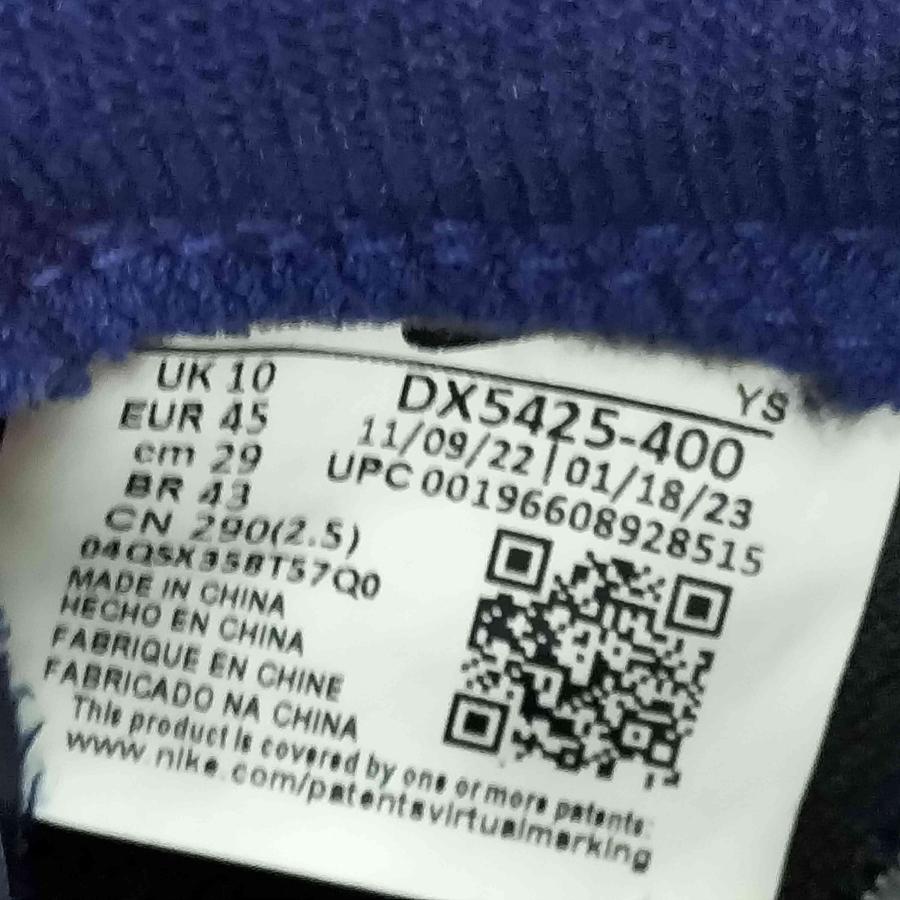 YS
UK 10
EUR 45
cm 29
BR 43
CN 290(2.5)
04QSX35BT57Q0
MADE IN CHINA
HECHO EN CHINA
FABRIQUE EN CHINE
FABRICADO NA CHINA
This product is covered by one or more patents:
www.nike.com/patentsvirtualmarking
DX5425-400
11/09/22 | 01/18/23
UPC 00196608928515